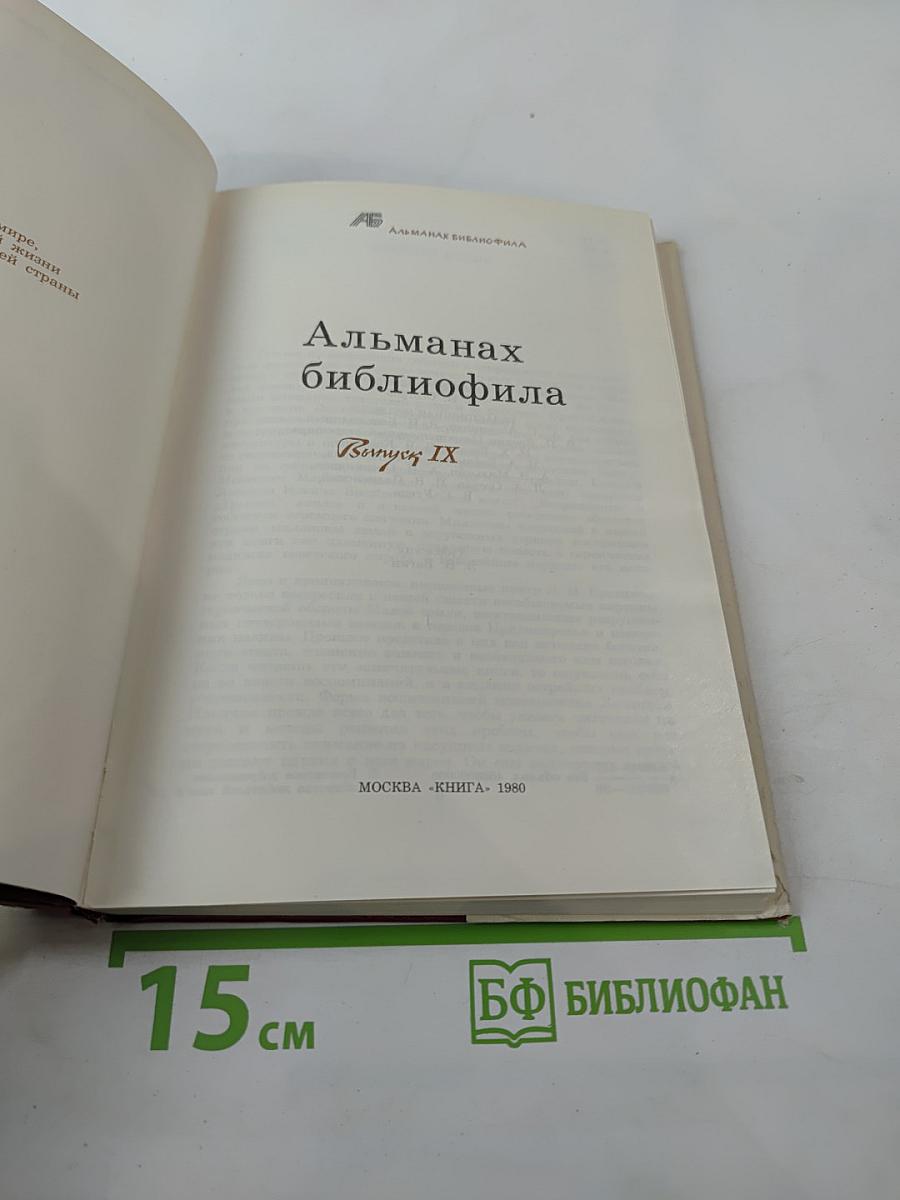 мире,
й жизни
ей страны
АБ Альманах библиофила
Альманах
библиофила
Выпуск IX
МОСКВА «КНИГА» 1980
15 см
БФ БИБЛИОФАН